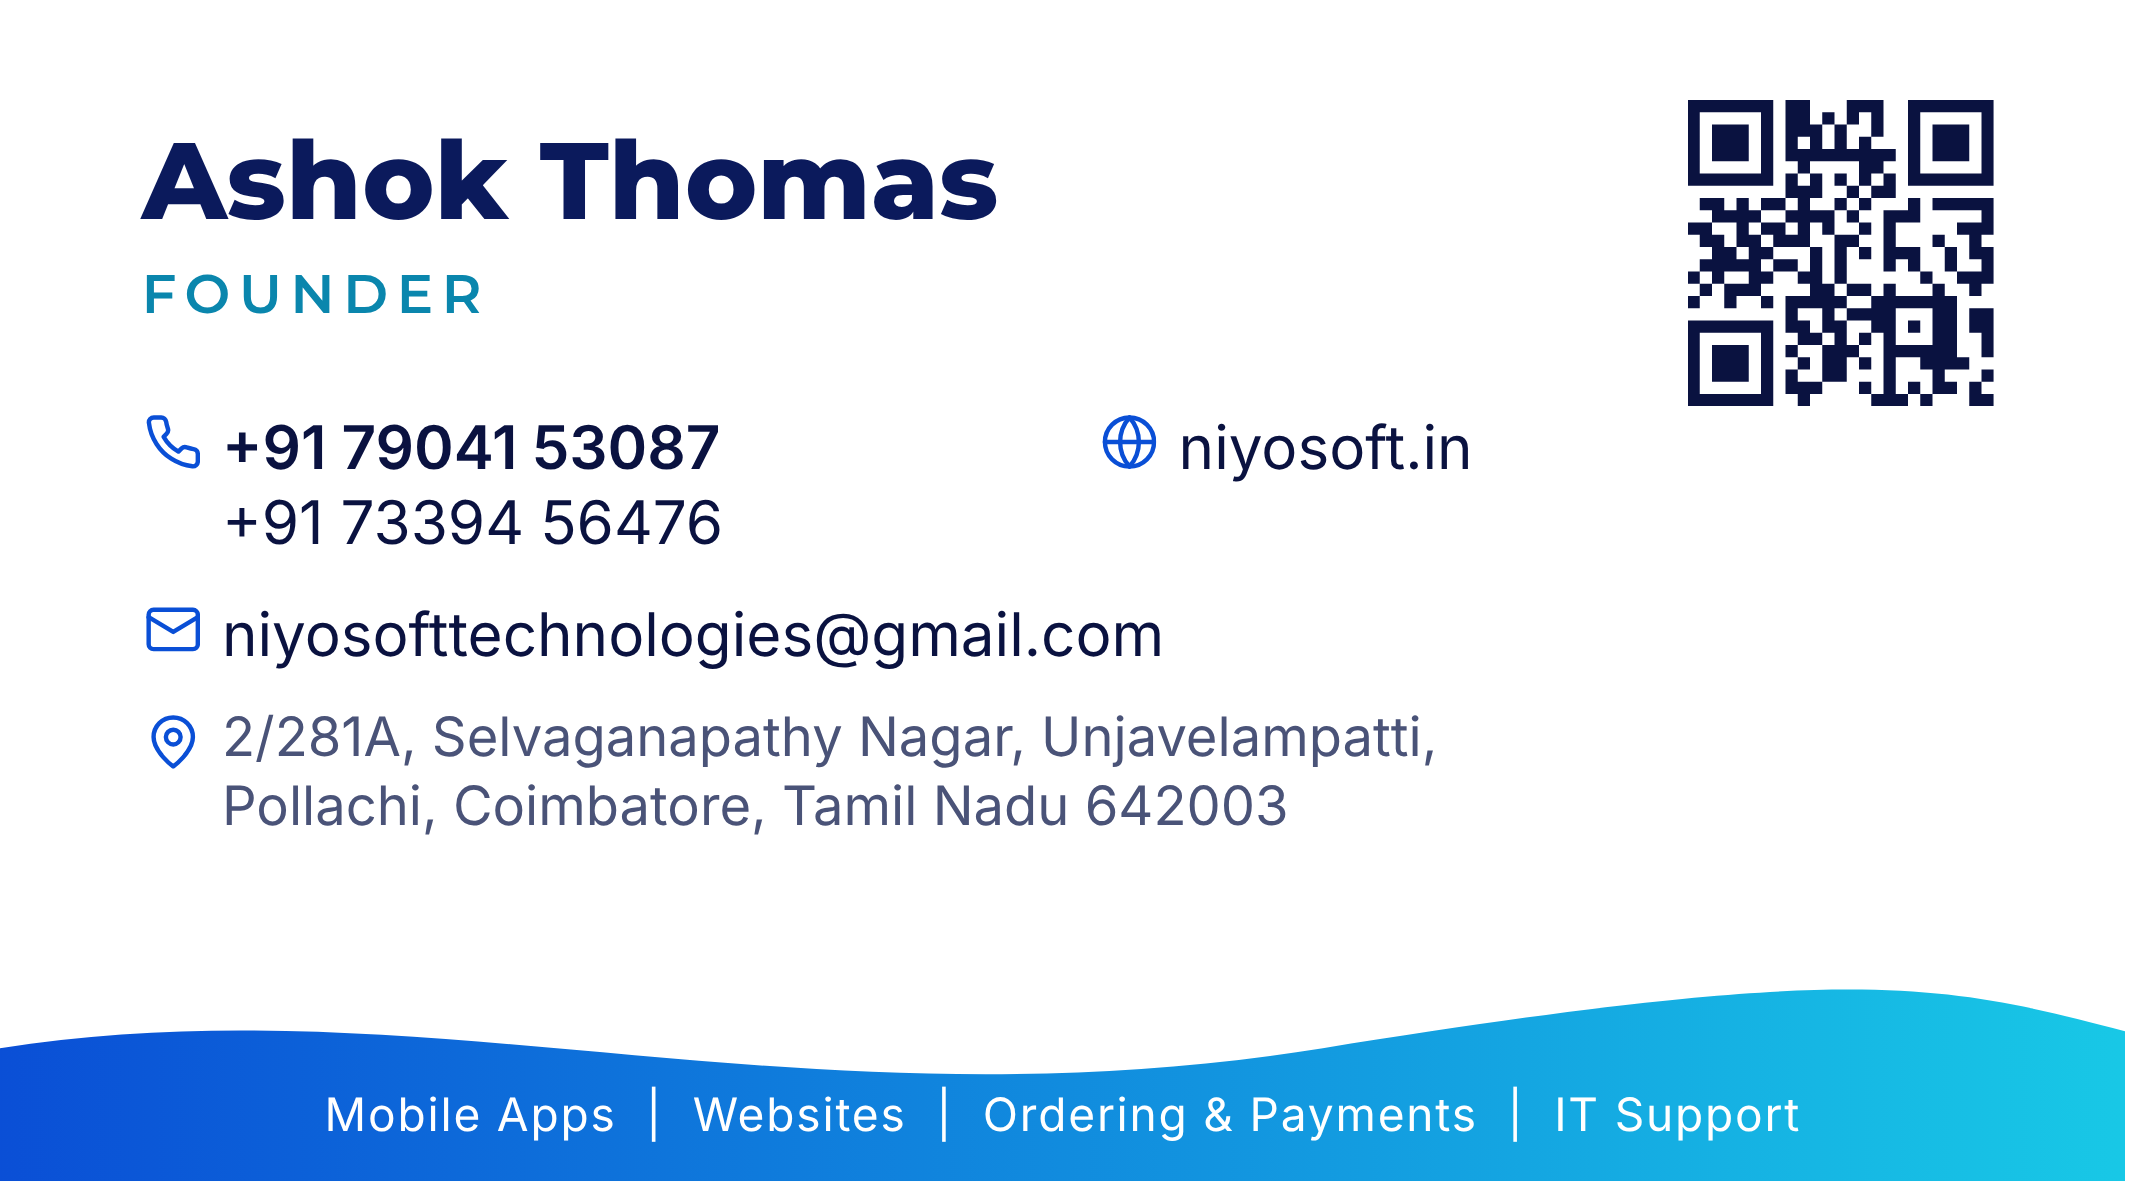 Ashok Thomas
FOUNDER
+91 79041 53087
+91 73394 56476
niyosoft.in
niyosofttechnologies@gmail.com
2/281A, Selvaganapathy Nagar, Unjavelampatti,
Pollachi, Coimbatore, Tamil Nadu 642003
Mobile Apps | Websites | Ordering & Payments | IT Support